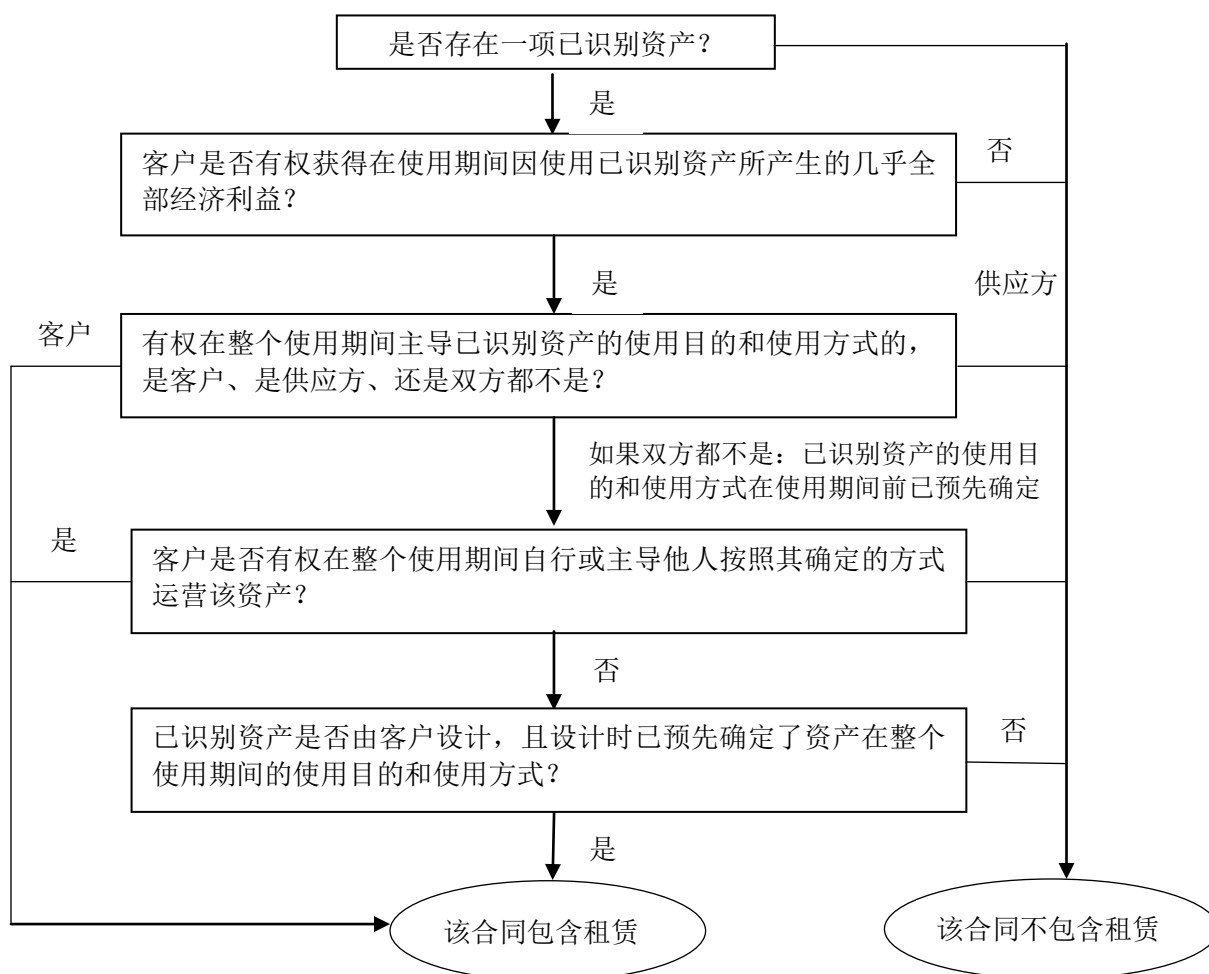 是否存在一项已识别资产？
是
客户是否有权获得在使用期间因使用已识别资产所产生的几乎全
部经济利益？
否
是
供应方
客户
有权在整个使用期间主导已识别资产的使用目的和使用方式的，
是客户、是供应方、还是双方都不是？
如果双方都不是：已识别资产的使用目
的和使用方式在使用期间前已预先确定
是
客户是否有权在整个使用期间自行或主导他人按照其确定的方式
运营该资产？
否
已识别资产是否由客户设计，且设计时已预先确定了资产在整个
使用期间的使用目的和使用方式？
否
是
该合同包含租赁
该合同不包含租赁